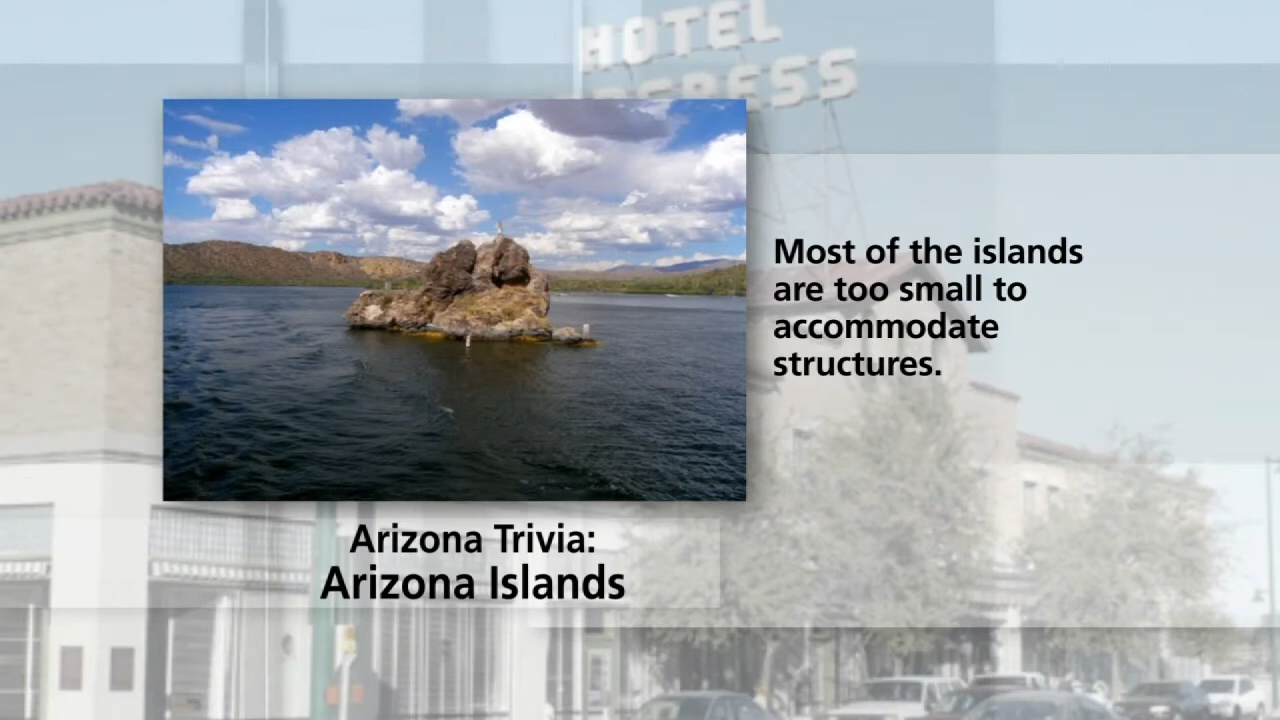 HOTEL
Most of the islands
are too small to
accommodate
structures.
Arizona Trivia:
Arizona Islands